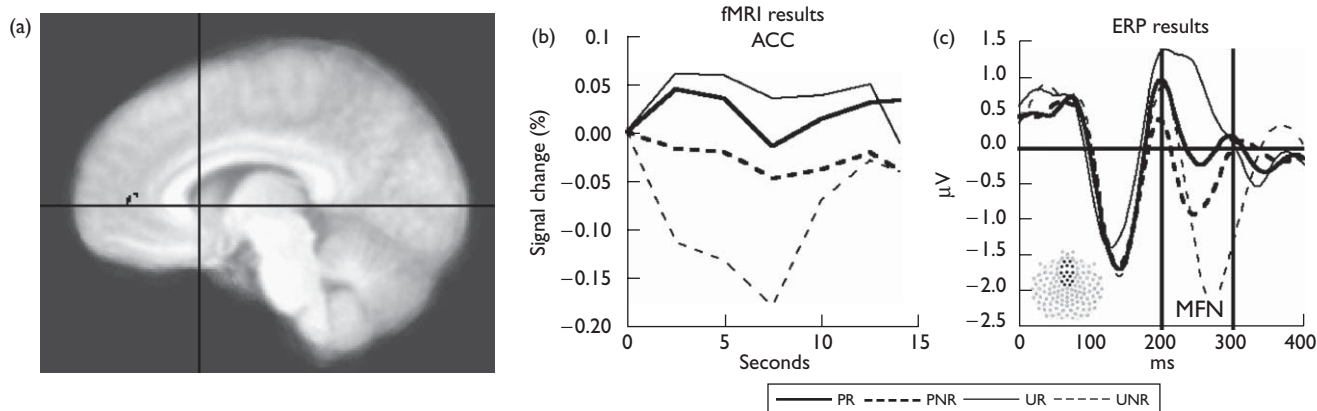 (a)
(b)
fMRI results
ACC
Signal change (%)
0.1
0.05
0.00
−0.05
−0.10
−0.15
−0.20
0 5 10 15
Seconds
(c)
ERP results
µV
1.5
1.0
0.5
0.0
−0.5
−1.0
−1.5
−2.0
−2.5
MFN
0 100 200 300 400
ms
PR PNR UR UNR